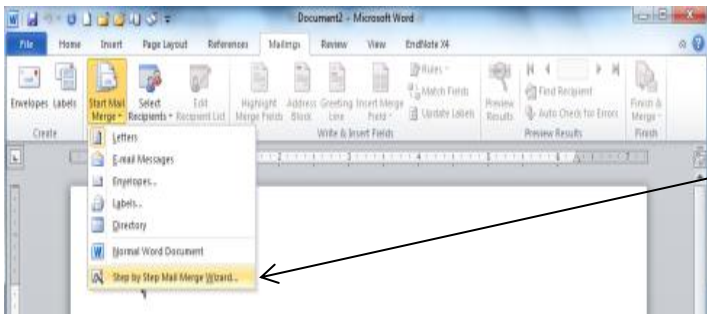 Document2 - Microsoft Word
File Home Insert Page Layout References Mailings Review View EndNote X4
Envelopes Labels Start Mail Merge Select Recipients Edit Recipient List Highlight Merge Fields Address Block Greeting Line Insert Merge Field Rules Match Fields Update Labels Preview Results Find Recipient Auto Check for Errors Finish & Merge
Create Write & Insert Fields Preview Results Finish
Letters
E-mail Messages
Envelopes...
Labels...
Directory
Normal Word Document
Step by Step Mail Merge Wizard...